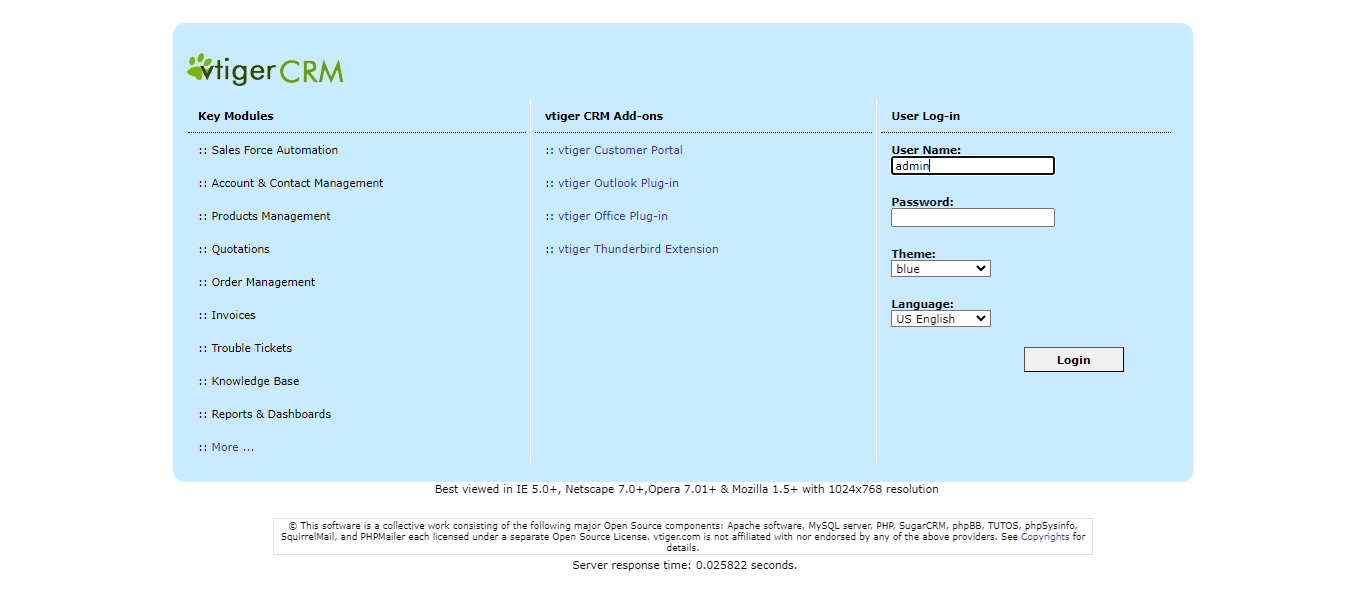 vtiger CRM
Key Modules
:: Sales Force Automation
:: Account & Contact Management
:: Products Management
:: Quotations
:: Order Management
:: Invoices
:: Trouble Tickets
:: Knowledge Base
:: Reports & Dashboards
:: More ...
vtiger CRM Add-ons
:: vtiger Customer Portal
:: vtiger Outlook Plug-in
:: vtiger Office Plug-in
:: vtiger Thunderbird Extension
User Log-in
User Name:
admin
Password:
Theme:
blue
Language:
US English
Login
Best viewed in IE 5.0+, Netscape 7.0+,Opera 7.01+ & Mozilla 1.5+ with 1024x768 resolution
© This software is a collective work consisting of the following major Open Source components: Apache software, MySQL server, PHP, SugarCRM, phpBB, TUTOS, phpSysinfo,
SquirrelMail, and PHPMailer each licensed under a separate Open Source License. vtiger.com is not affiliated with nor endorsed by any of the above providers. See Copyrights for
details.
Server response time: 0.025822 seconds.